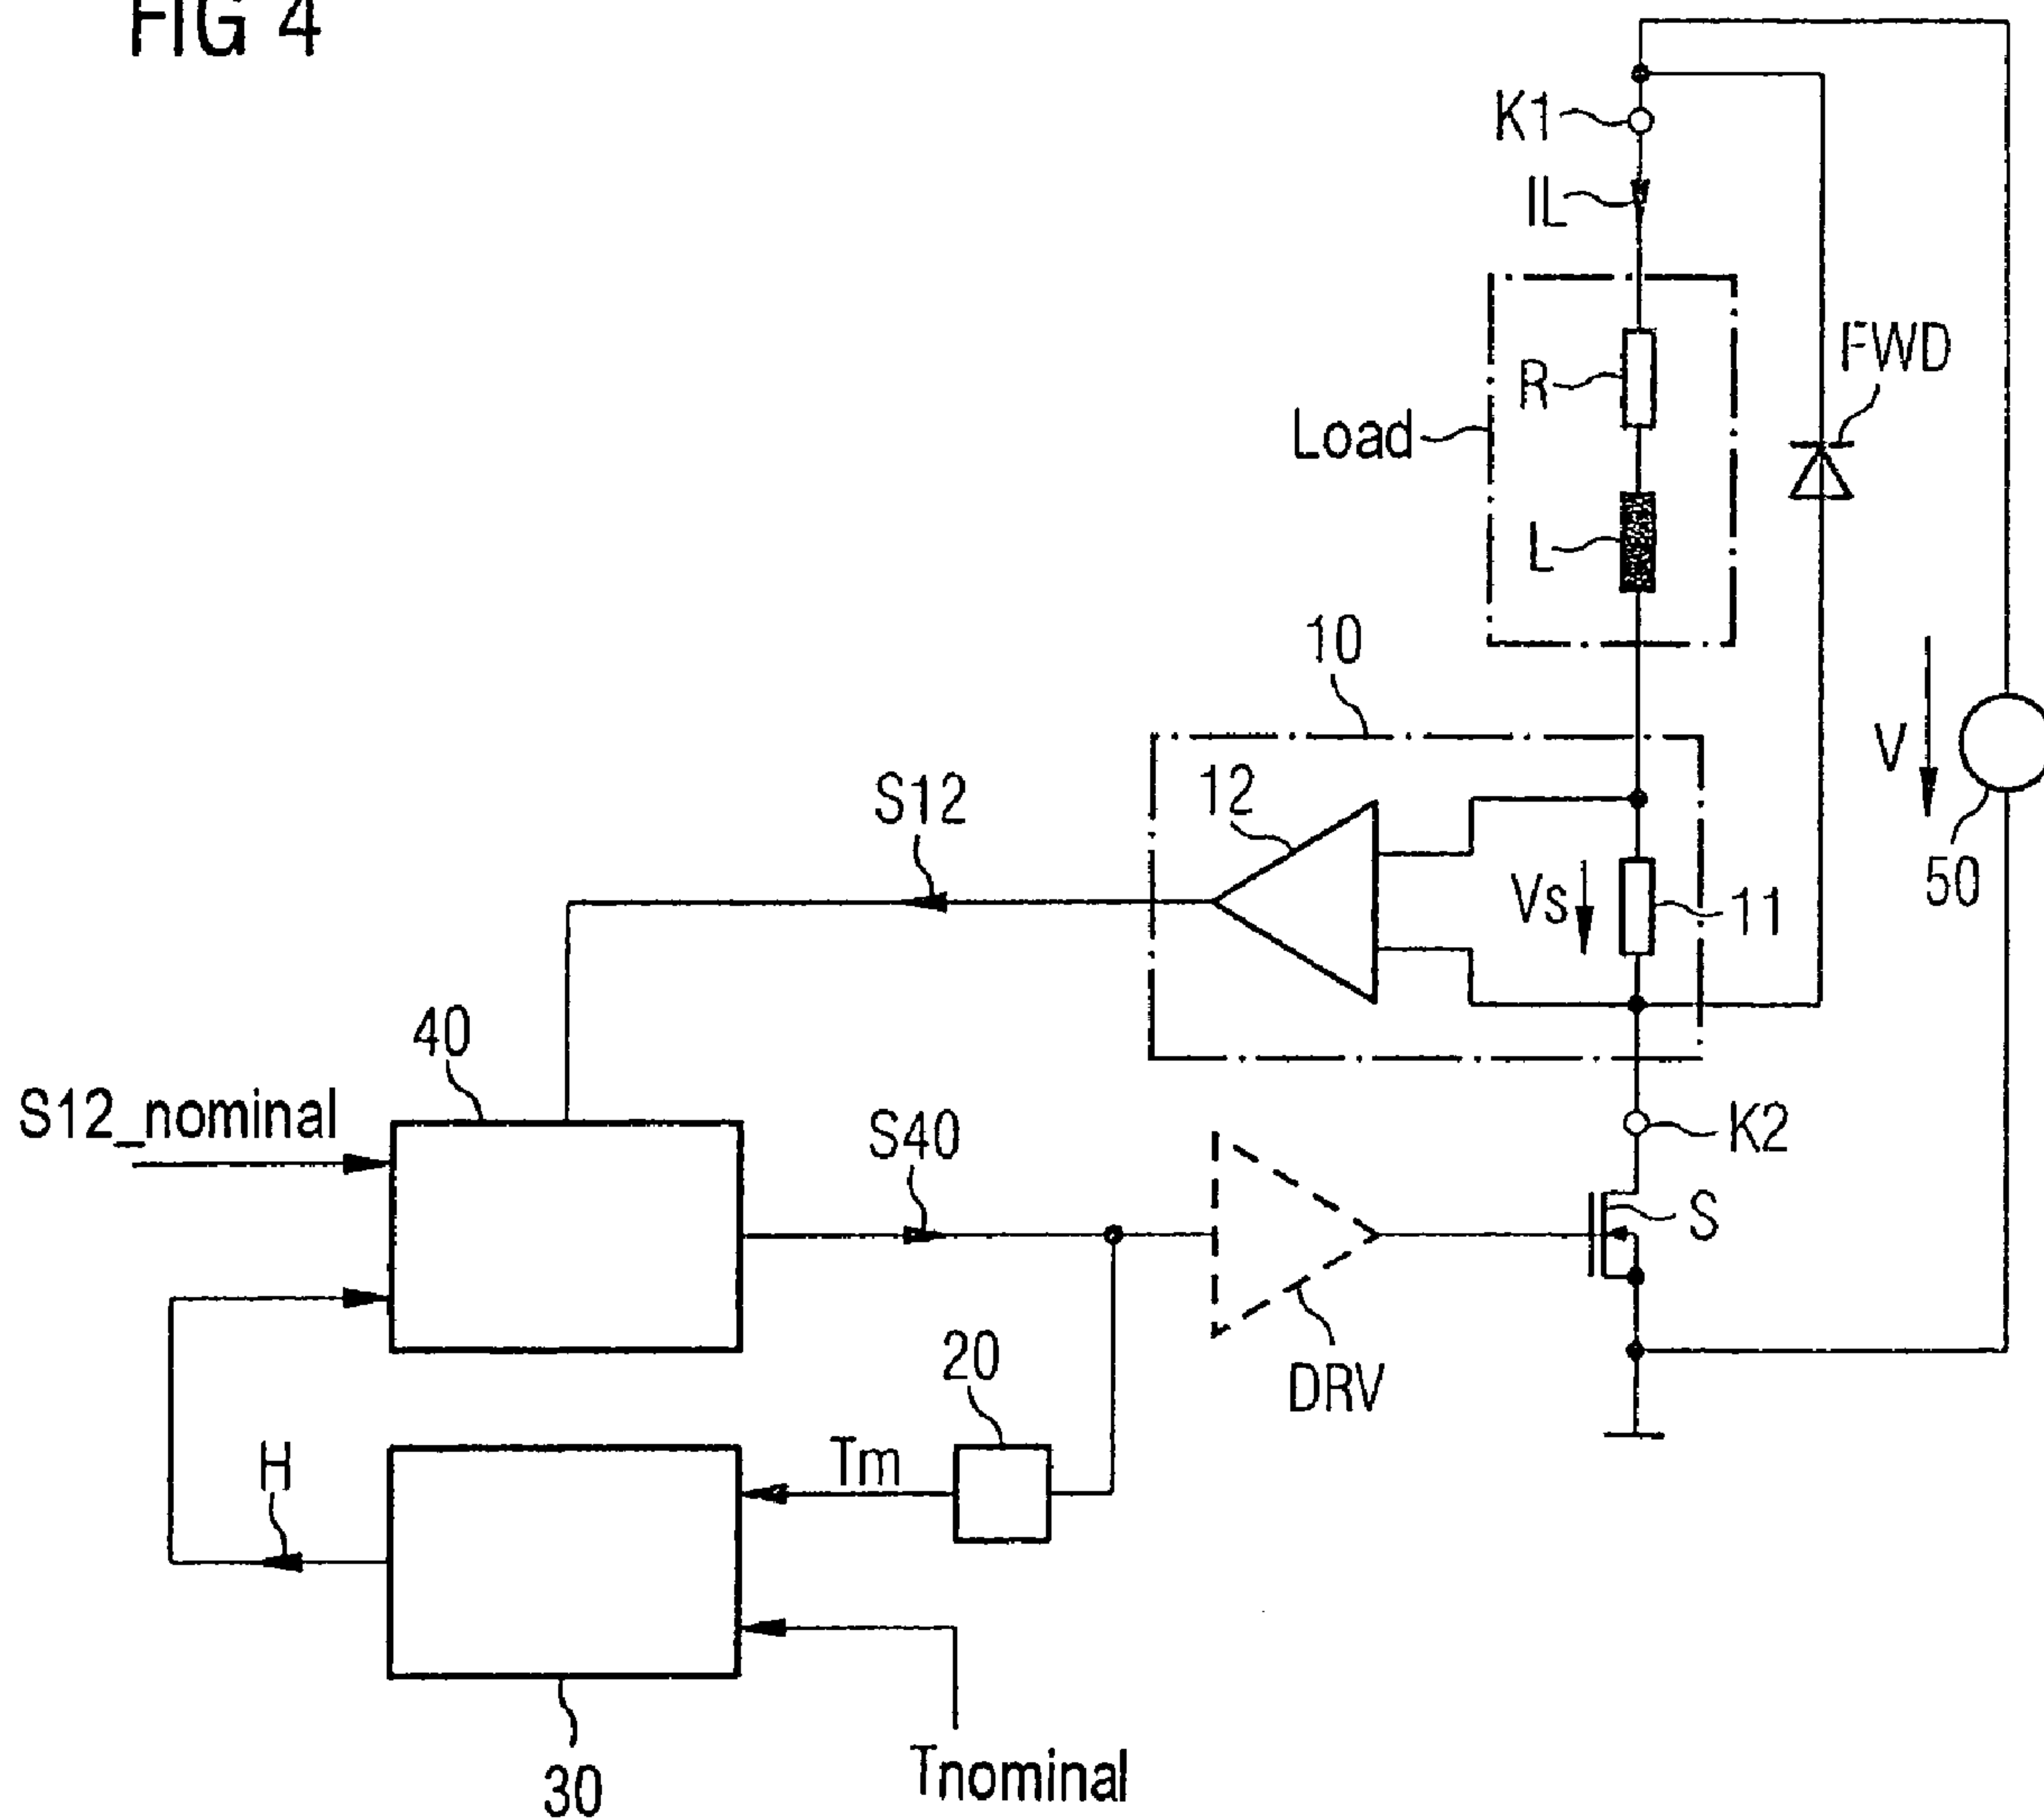 FIG 4
K1
IL
R
FWD
Load
L
10
V
S12
12
50
Vs
11
40
S12_nominal
S40
K2
S
20
DRV
H
Tm
30
Tnominal